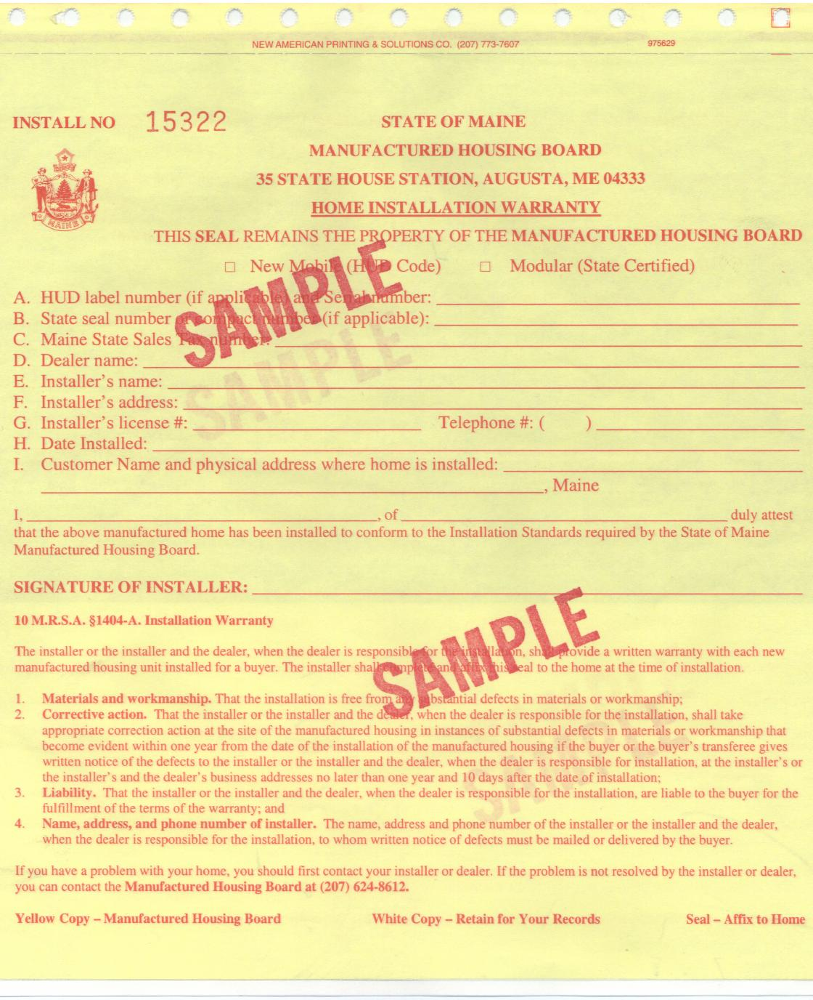 NEW AMERICAN PRINTING & SOLUTIONS CO. (207) 773-7607 975629
INSTALL NO 15322
STATE OF MAINE
MANUFACTURED HOUSING BOARD
35 STATE HOUSE STATION, AUGUSTA, ME 04333
HOME INSTALLATION WARRANTY
MAINE
THIS SEAL REMAINS THE PROPERTY OF THE MANUFACTURED HOUSING BOARD
□ New Mobile (HUD Code) □ Modular (State Certified)
SAMPLE
A. HUD label number (if applicable) and Serial number:
B. State seal number or compact number (if applicable):
C. Maine State Sales Tax number:
D. Dealer name:
E. Installer's name:
SAMPLE
F. Installer's address:
G. Installer's license #: Telephone #: ( )
H. Date Installed:
I. Customer Name and physical address where home is installed:
, Maine
I, , of duly attest
that the above manufactured home has been installed to conform to the Installation Standards required by the State of Maine
Manufactured Housing Board.
SIGNATURE OF INSTALLER:
10 M.R.S.A. §1404-A. Installation Warranty
SAMPLE
The installer or the installer and the dealer, when the dealer is responsible for the installation, shall provide a written warranty with each new
manufactured housing unit installed for a buyer. The installer shall complete and affix this seal to the home at the time of installation.
1. Materials and workmanship. That the installation is free from any substantial defects in materials or workmanship;
2. Corrective action. That the installer or the installer and the dealer, when the dealer is responsible for the installation, shall take
appropriate correction action at the site of the manufactured housing in instances of substantial defects in materials or workmanship that
become evident within one year from the date of the installation of the manufactured housing if the buyer or the buyer's transferee gives
written notice of the defects to the installer or the installer and the dealer, when the dealer is responsible for installation, at the installer's or
the installer's and the dealer's business addresses no later than one year and 10 days after the date of installation;
SAMPLE
3. Liability. That the installer or the installer and the dealer, when the dealer is responsible for the installation, are liable to the buyer for the
fulfillment of the terms of the warranty; and
4. Name, address, and phone number of installer. The name, address and phone number of the installer or the installer and the dealer,
when the dealer is responsible for the installation, to whom written notice of defects must be mailed or delivered by the buyer.
If you have a problem with your home, you should first contact your installer or dealer. If the problem is not resolved by the installer or dealer,
you can contact the Manufactured Housing Board at (207) 624-8612.
Yellow Copy – Manufactured Housing Board White Copy – Retain for Your Records Seal – Affix to Home